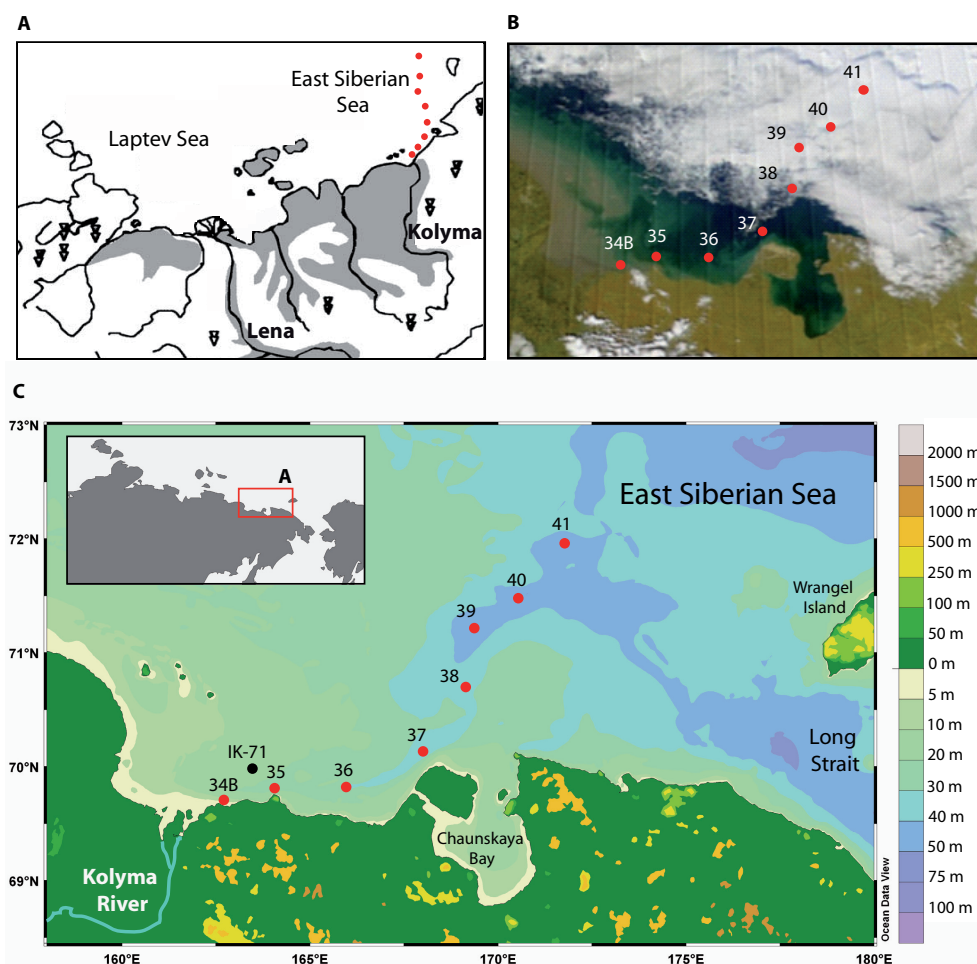 A
East Siberian
Sea
Laptev Sea
Kolyma
Lena
B
41
40
39
38
37
34B
35
36
C
73°N
72°N
71°N
70°N
69°N
A
East Siberian Sea
41
40
39
38
37
36
35
34B
IK-71
Wrangel
Island
Long
Strait
Chaunskaya
Bay
Kolyma
River
160°E
165°E
170°E
175°E
180°E
Ocean Data View
2000 m
1500 m
1000 m
500 m
250 m
100 m
50 m
0 m
5 m
10 m
20 m
30 m
40 m
50 m
75 m
100 m